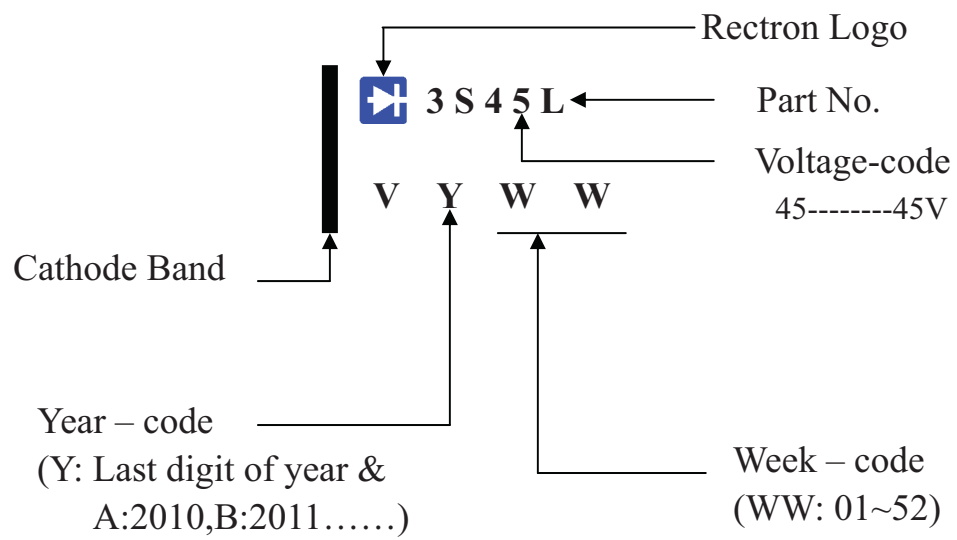 Rectron Logo
3 S 4 5 L
Part No.
Voltage-code
45--------45V
V Y W W
Cathode Band
Year – code
(Y: Last digit of year &
A:2010,B:2011……)
Week – code
(WW: 01~52)